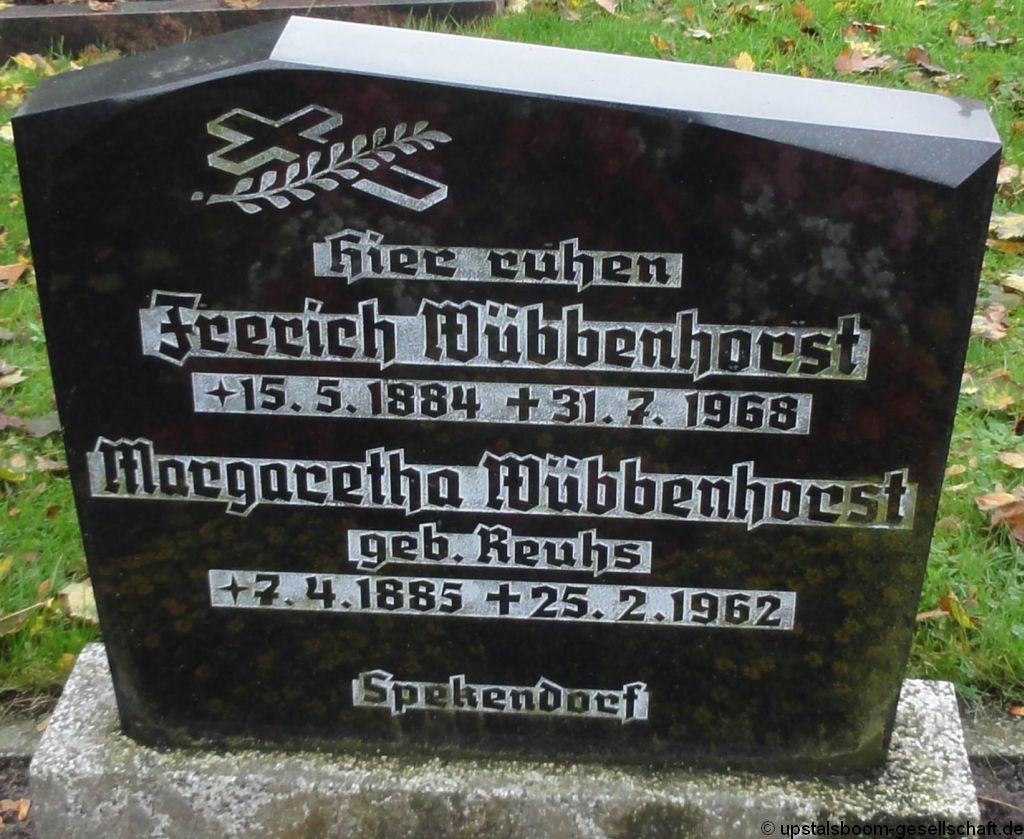 Hier ruhen
Frerich Wübbenhorst
✦15.5.1884 ✝31.7.1968
Margaretha Wübbenhorst
geb. Reuhs
✦7.4.1885 ✝25.2.1962
Spekendorf
© upstalsboom-gesellschaft.de